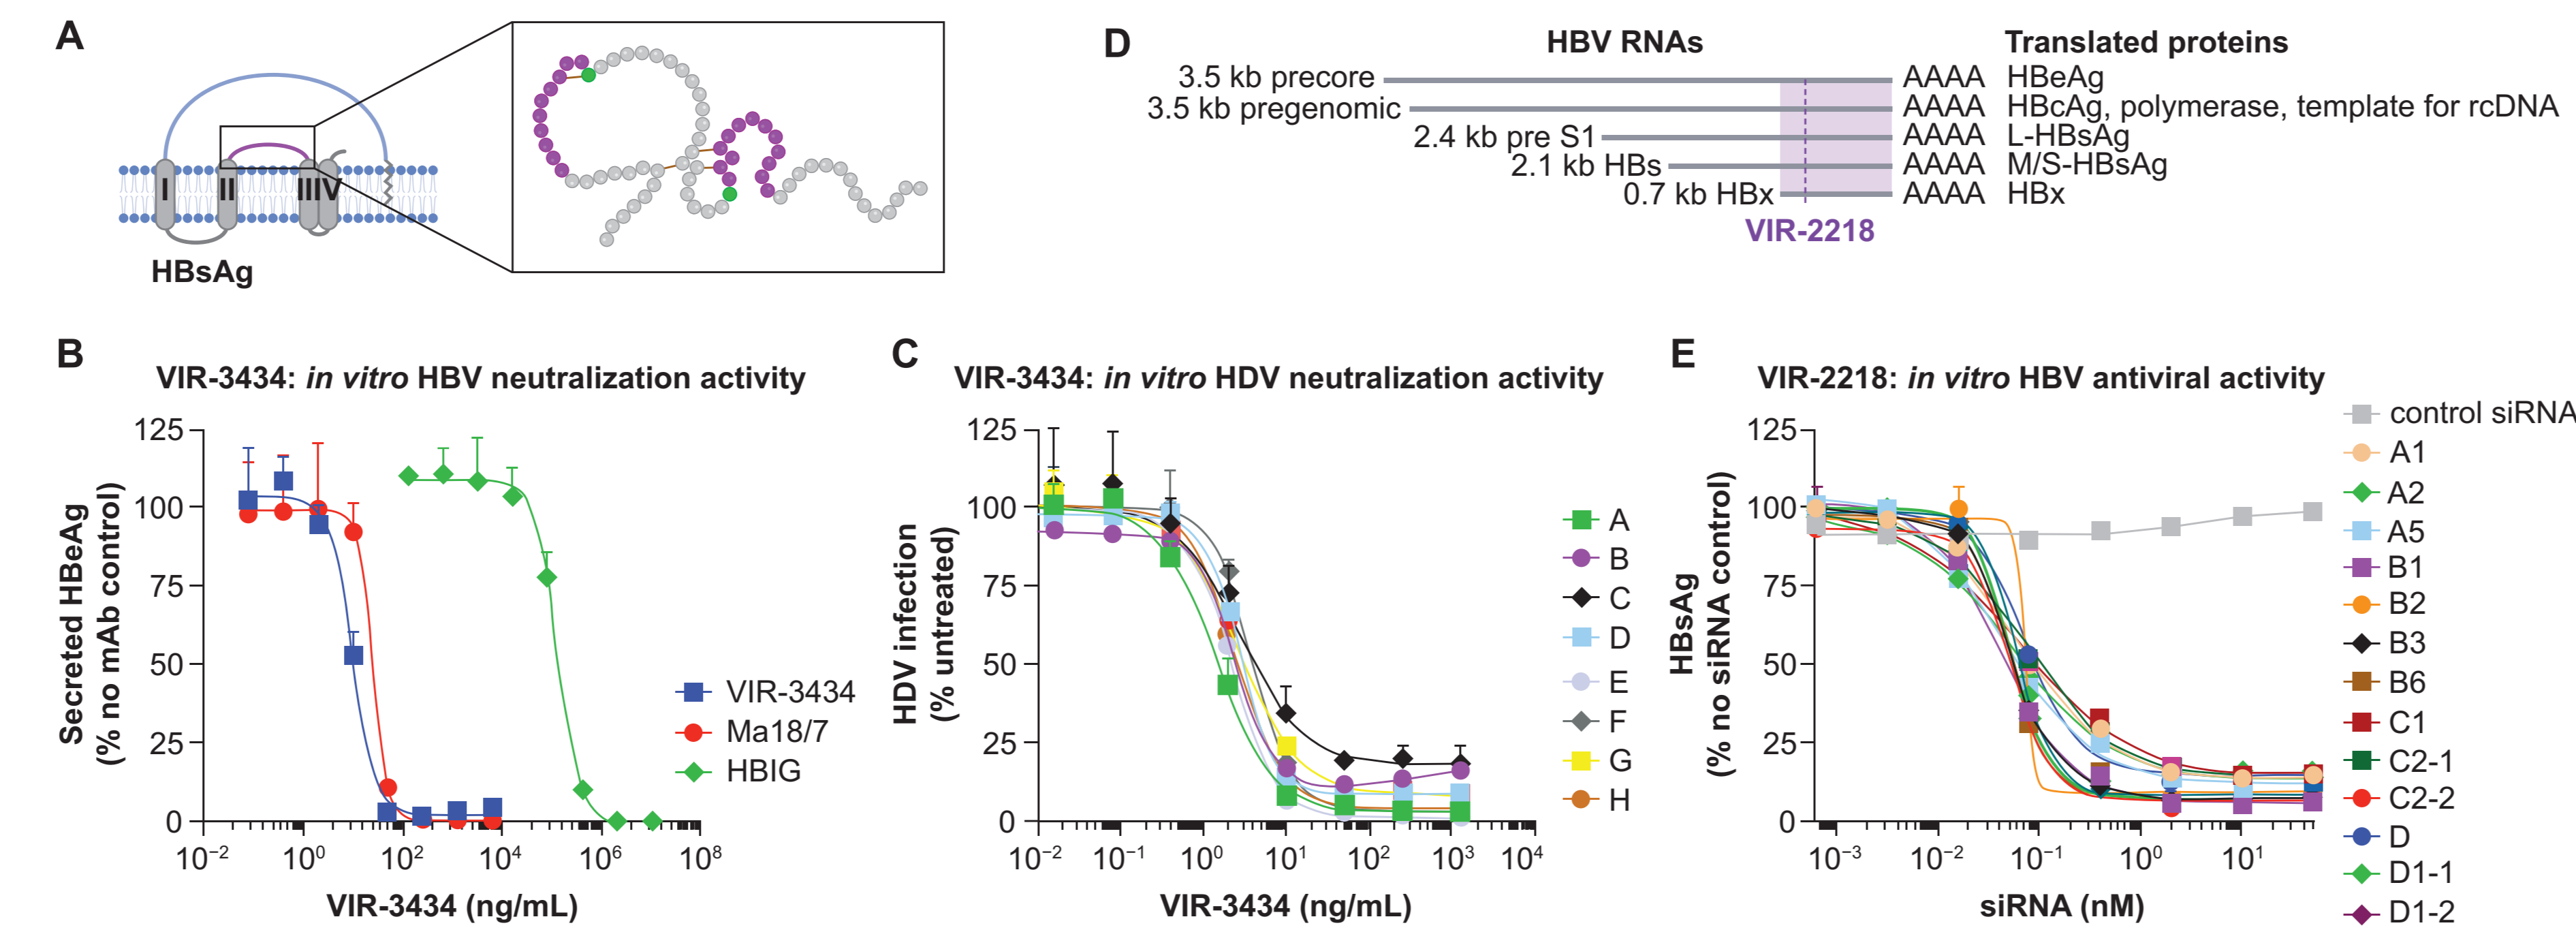 A
I II III IV
HBsAg
D
HBV RNAs Translated proteins
3.5 kb precore AAAA HBeAg
3.5 kb pregenomic AAAA HBcAg, polymerase, template for rcDNA
2.4 kb pre S1 AAAA L-HBsAg
2.1 kb HBs AAAA M/S-HBsAg
0.7 kb HBx AAAA HBx
VIR-2218
B
VIR-3434: in vitro HBV neutralization activity
Secreted HBeAg
(% no mAb control)
125
100
75
50
25
0
10⁻² 10⁰ 10² 10⁴ 10⁶ 10⁸
VIR-3434 (ng/mL)
VIR-3434
Ma18/7
HBIG
C
VIR-3434: in vitro HDV neutralization activity
HDV infection
(% untreated)
125
100
75
50
25
0
10⁻² 10⁻¹ 10⁰ 10¹ 10² 10³ 10⁴
VIR-3434 (ng/mL)
A
B
C
D
E
F
G
H
E
VIR-2218: in vitro HBV antiviral activity
HBsAg
(% no siRNA control)
125
100
75
50
25
0
10⁻³ 10⁻² 10⁻¹ 10⁰ 10¹
siRNA (nM)
control siRNA
A1
A2
A5
B1
B2
B3
B6
C1
C2-1
C2-2
D
D1-1
D1-2